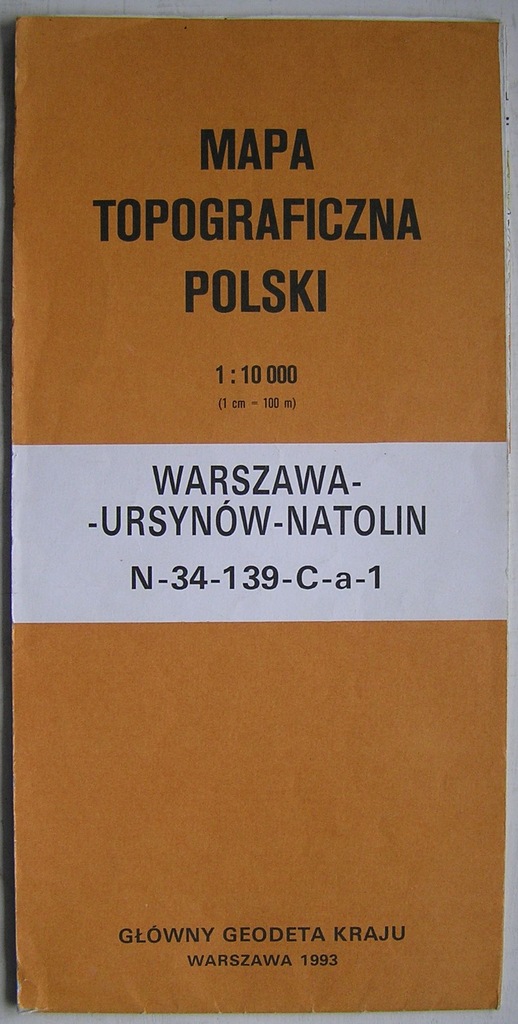 MAPA
TOPOGRAFICZNA
POLSKI
1 : 10 000
(1 cm = 100 m)
WARSZAWA-
-URSYNÓW-NATOLIN
N-34-139-C-a-1
GŁÓWNY GEODETA KRAJU
WARSZAWA 1993